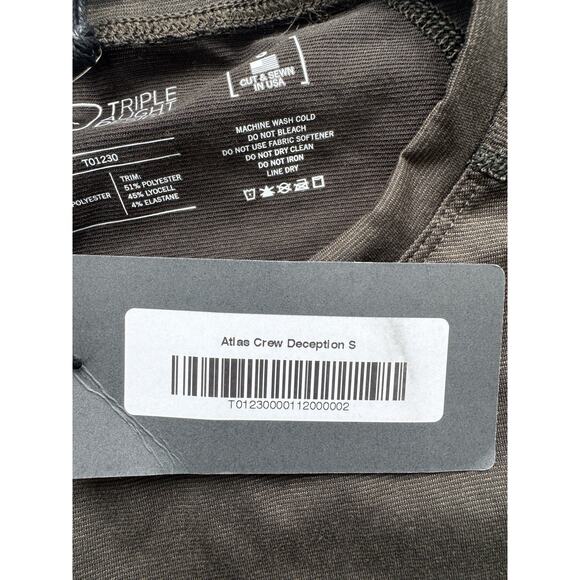 TRIPLE
AUGHT
CUT & SEWN
IN USA
T01230
POLYESTER
TRIM:
51% POLYESTER
45% LYOCELL
4% ELASTANE
MACHINE WASH COLD
DO NOT BLEACH
DO NOT USE FABRIC SOFTENER
DO NOT DRY CLEAN
DO NOT IRON
LINE DRY
Atlas Crew Deception S
T01230000112000002